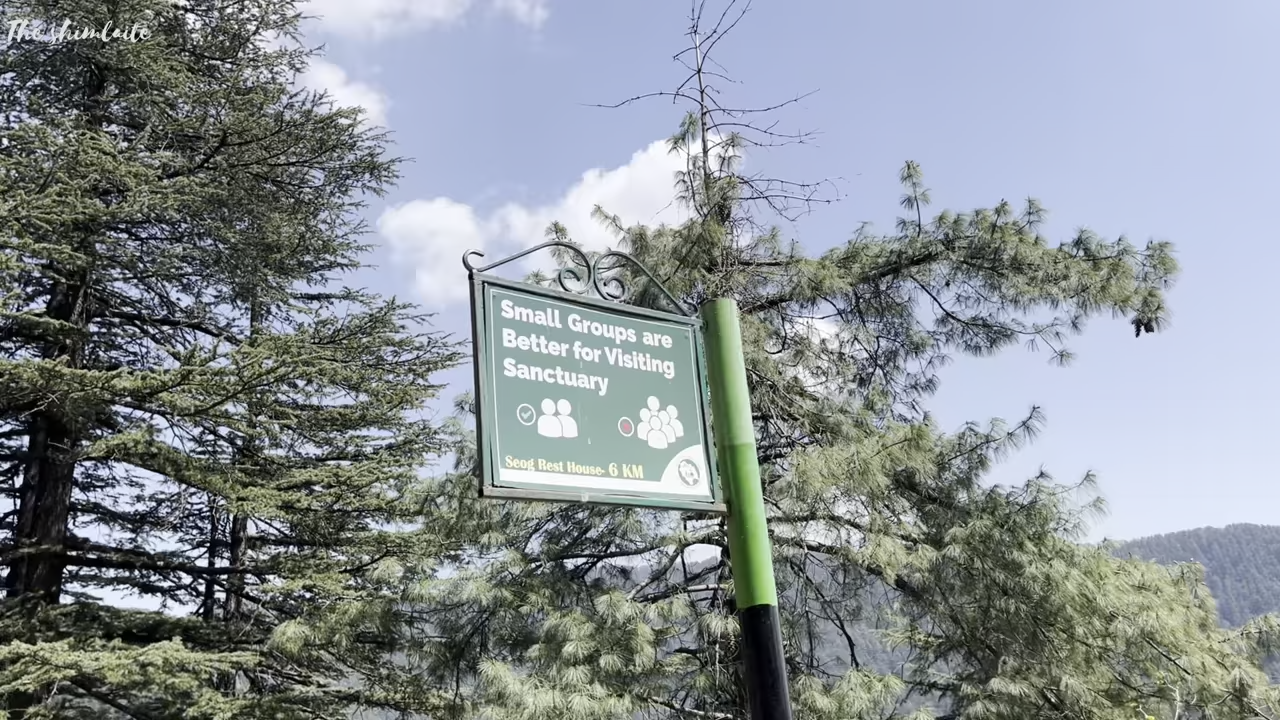 The shimlaite
Small Groups are
Better for Visiting
Sanctuary
Seog Rest House- 6 KM